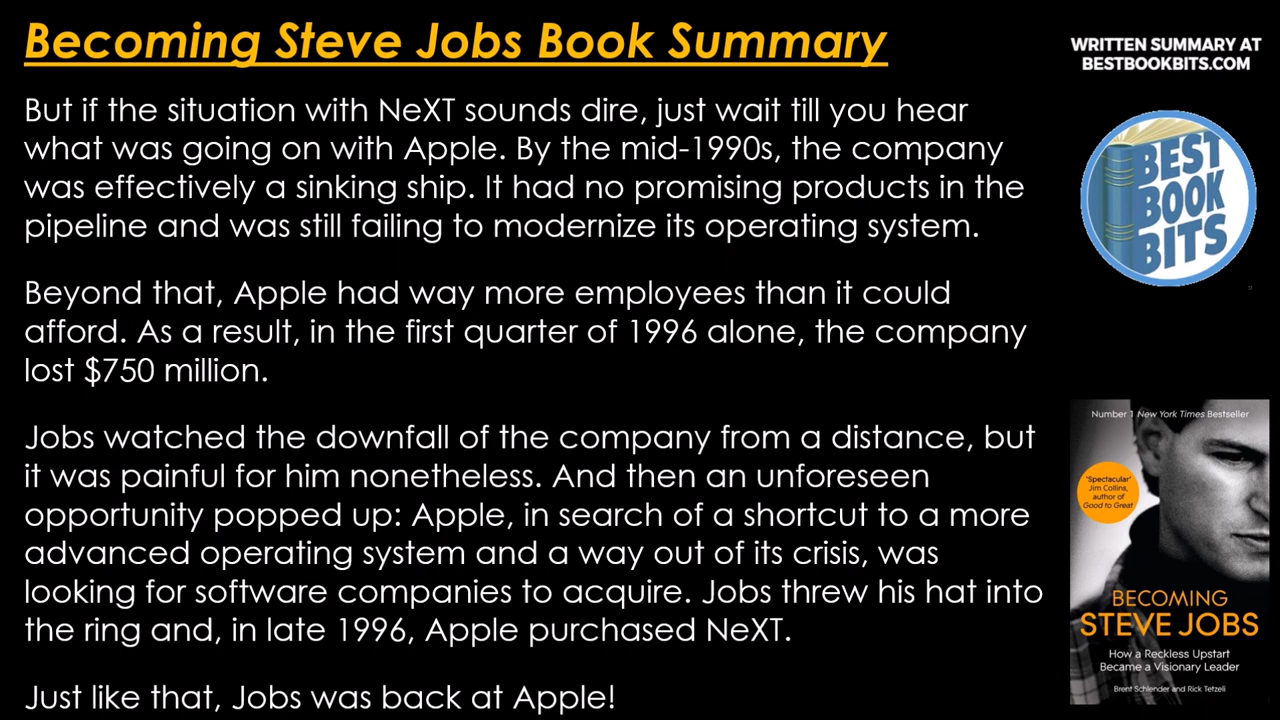 Becoming Steve Jobs Book Summary
WRITTEN SUMMARY AT
BESTBOOKBITS.COM
But if the situation with NeXT sounds dire, just wait till you hear
what was going on with Apple. By the mid-1990s, the company
was effectively a sinking ship. It had no promising products in the
pipeline and was still failing to modernize its operating system.
Beyond that, Apple had way more employees than it could
afford. As a result, in the first quarter of 1996 alone, the company
lost $750 million.
Jobs watched the downfall of the company from a distance, but
it was painful for him nonetheless. And then an unforeseen
opportunity popped up: Apple, in search of a shortcut to a more
advanced operating system and a way out of its crisis, was
looking for software companies to acquire. Jobs threw his hat into
the ring and, in late 1996, Apple purchased NeXT.
Just like that, Jobs was back at Apple!
BEST
BOOK
BITS
Number 1 New York Times Bestseller
'Spectacular'
Jim Collins,
author of
Good to Great
BECOMING
STEVE JOBS
How a Reckless Upstart
Became a Visionary Leader
Brent Schlender and Rick Tetzeli